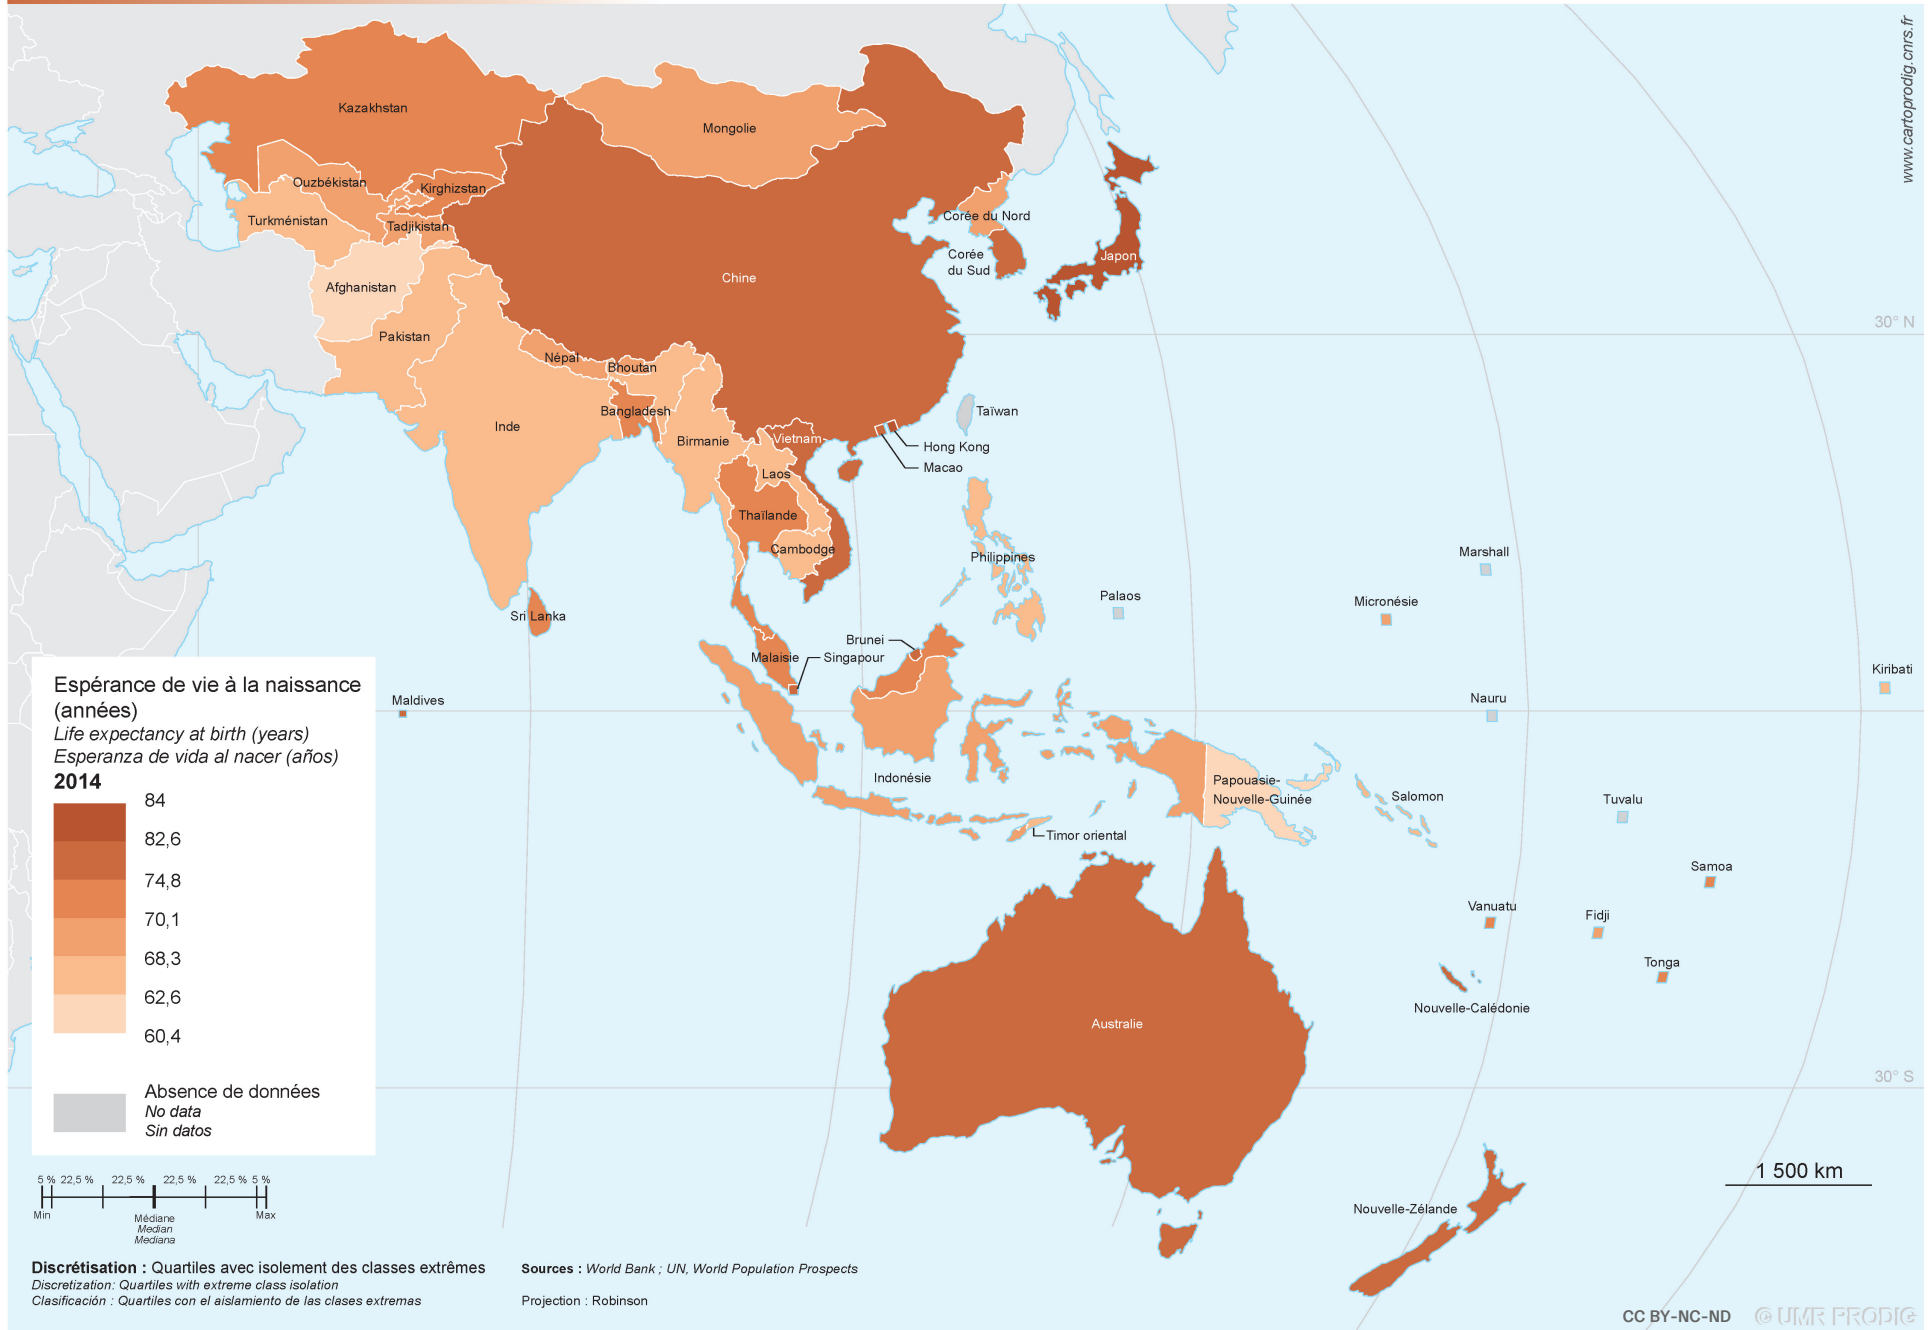 www.cartoprodig.cnrs.fr
Kazakhstan
Mongolie
Ouzbékistan
Kirghizstan
Turkménistan
Tadjikistan
Corée du Nord
Corée
du Sud
Japon
Chine
Afghanistan
30° N
Pakistan
Népal
Bhoutan
Bangladesh
Taïwan
Inde
Birmanie
Vietnam
Hong Kong
Macao
Laos
Thaïlande
Cambodge
Philippines
Marshall
Palaos
Micronésie
Sri Lanka
Brunei
Malaisie
Singapour
Kiribati
Maldives
Nauru
Indonésie
Papouasie-
Nouvelle-Guinée
Salomon
Tuvalu
Timor oriental
Samoa
Vanuatu
Fidji
Tonga
Nouvelle-Calédonie
Australie
30° S
Nouvelle-Zélande
1 500 km
Espérance de vie à la naissance
(années)
Life expectancy at birth (years)
Esperanza de vida al nacer (años)
2014
84
82,6
74,8
70,1
68,3
62,6
60,4
Absence de données
No data
Sin datos
5 % 22,5 % 22,5 % 22,5 % 22,5 % 5 %
Min Médiane Max
Median
Mediana
Discrétisation : Quartiles avec isolement des classes extrêmes
Discretization: Quartiles with extreme class isolation
Clasificación : Quartiles con el aislamiento de las clases extremas
Sources : World Bank ; UN, World Population Prospects
Projection : Robinson
CC BY-NC-ND © UMR PRODIG